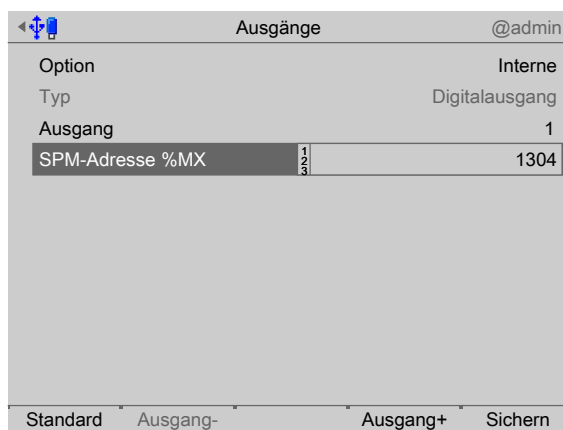 Ausgänge @admin
Option Interne
Typ Digitalausgang
Ausgang 1
SPM-Adresse %MX 123 1304
Standard Ausgang- Ausgang+ Sichern